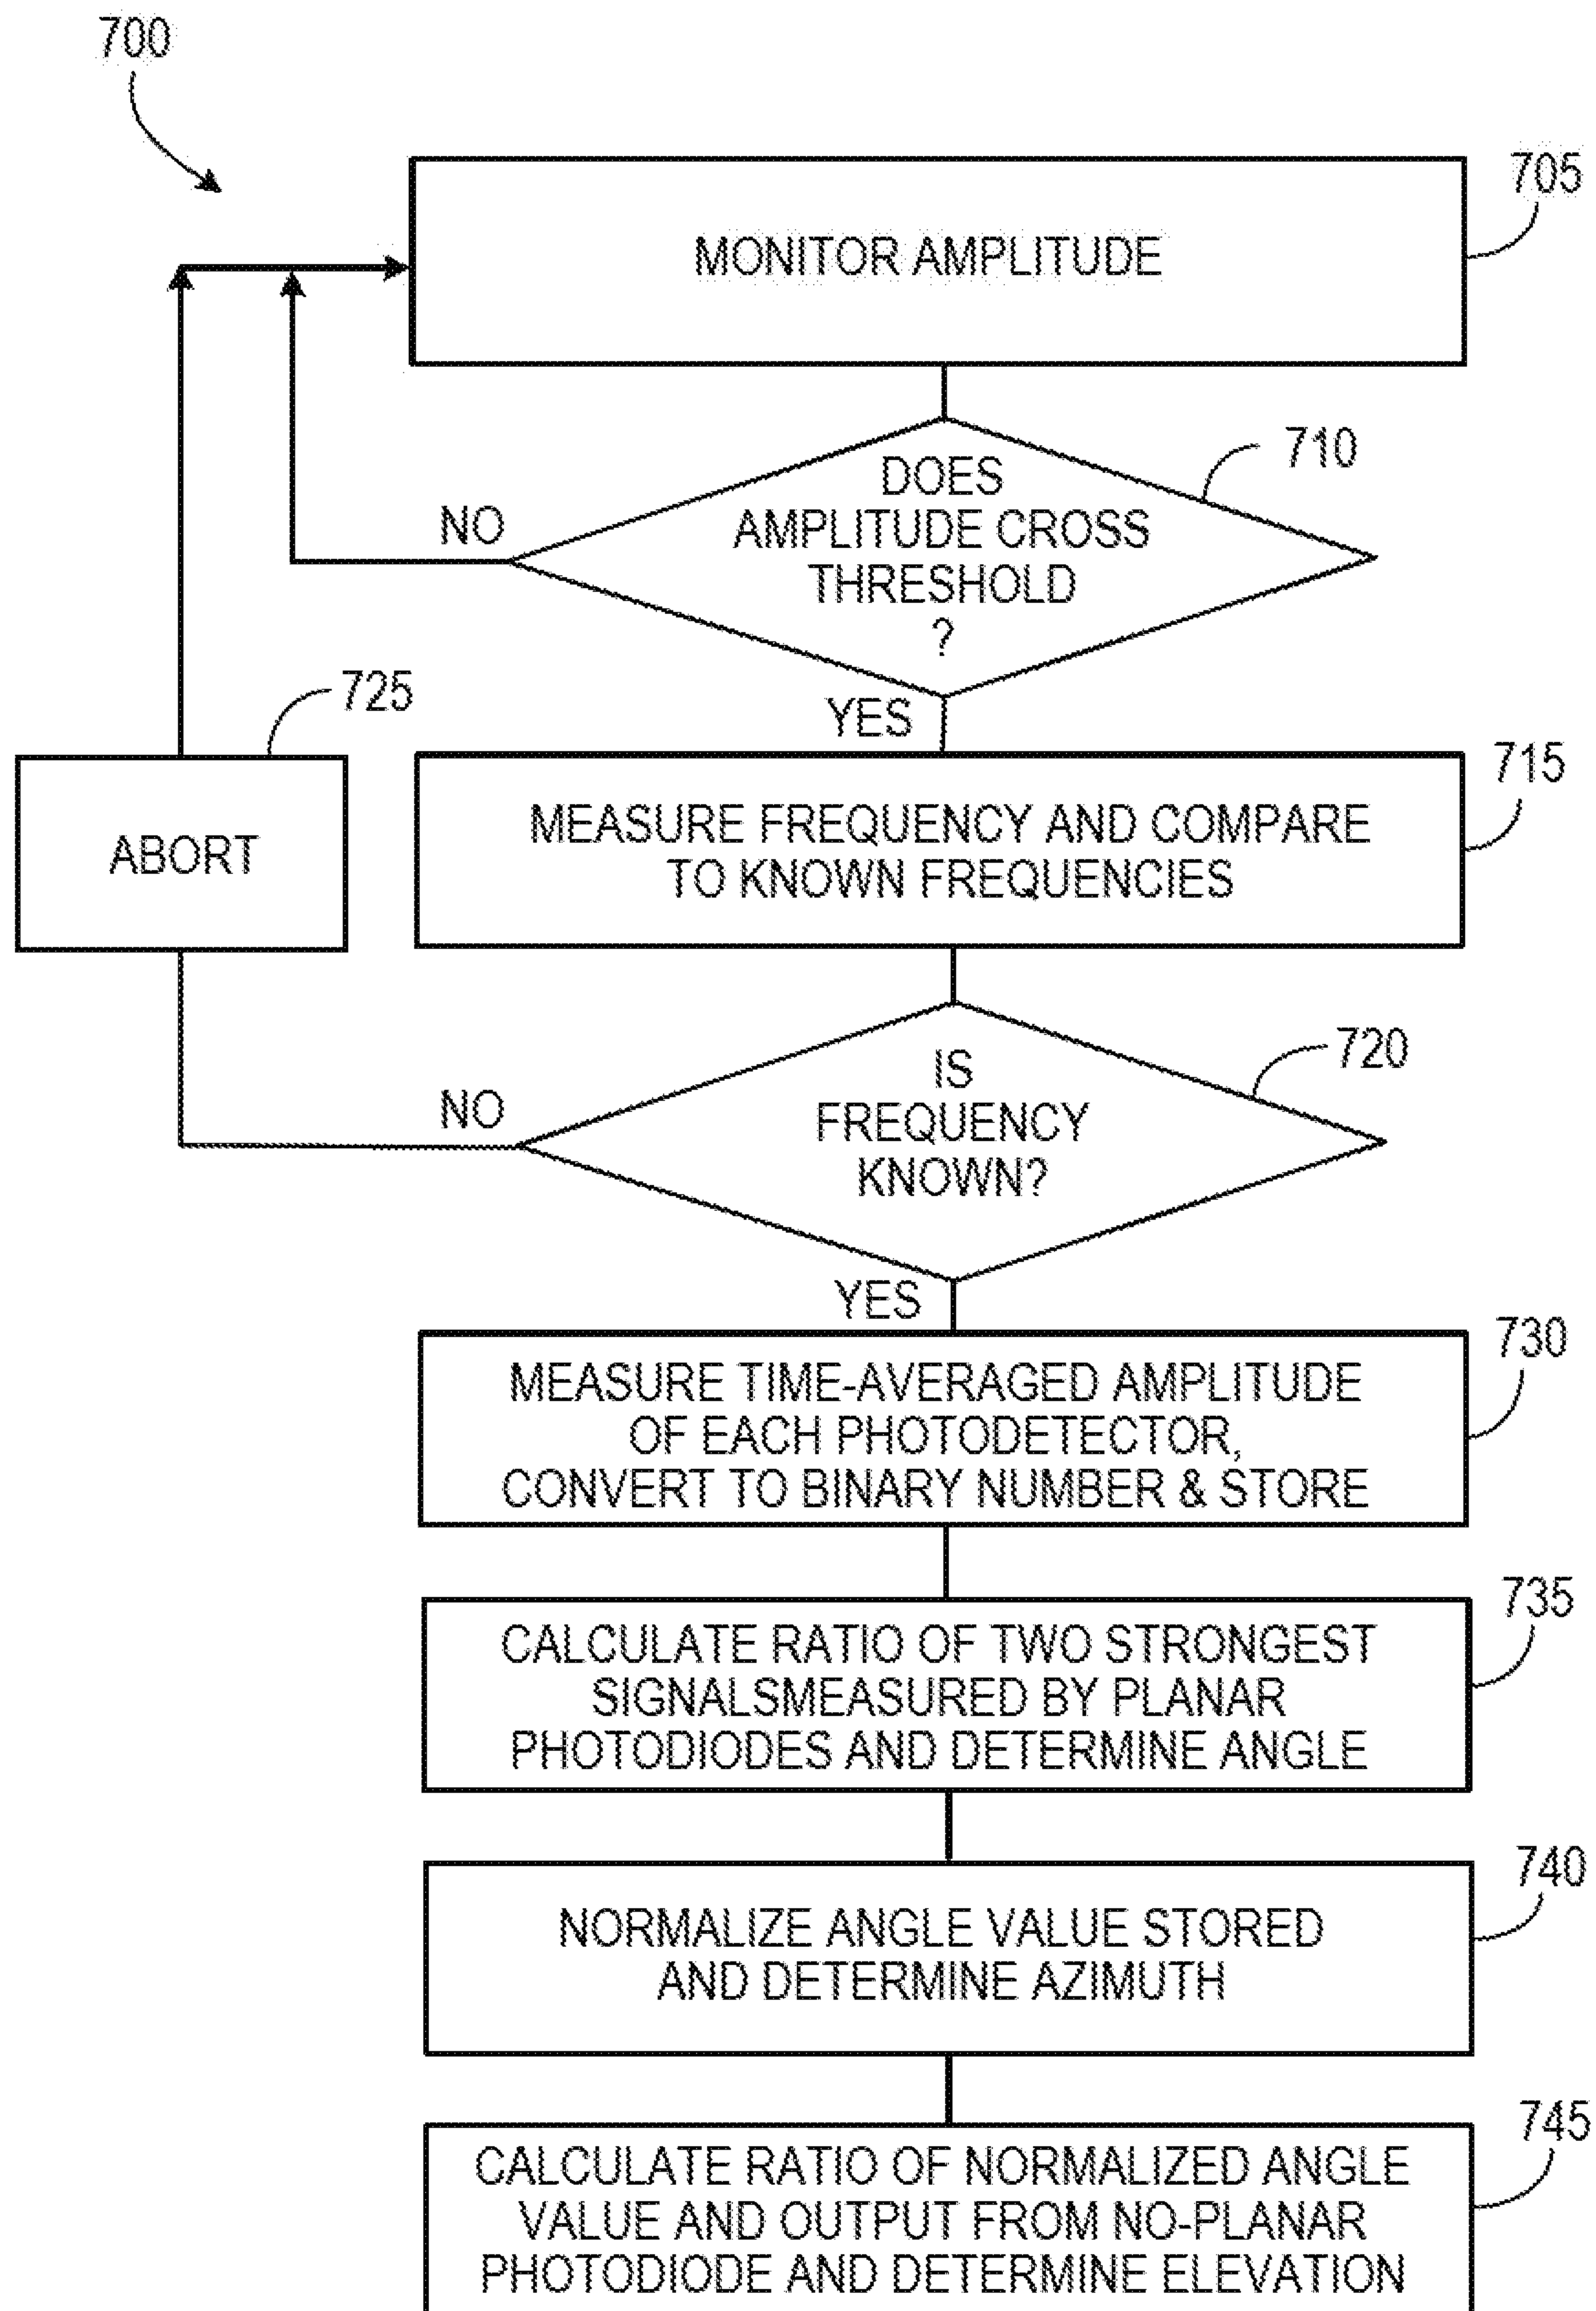 700
705
MONITOR AMPLITUDE
710
DOES
AMPLITUDE CROSS
THRESHOLD
?
NO
YES
725
ABORT
715
MEASURE FREQUENCY AND COMPARE
TO KNOWN FREQUENCIES
720
IS
FREQUENCY
KNOWN?
NO
YES
730
MEASURE TIME-AVERAGED AMPLITUDE
OF EACH PHOTODETECTOR,
CONVERT TO BINARY NUMBER & STORE
735
CALCULATE RATIO OF TWO STRONGEST
SIGNALSMEASURED BY PLANAR
PHOTODIODES AND DETERMINE ANGLE
740
NORMALIZE ANGLE VALUE STORED
AND DETERMINE AZIMUTH
745
CALCULATE RATIO OF NORMALIZED ANGLE
VALUE AND OUTPUT FROM NO-PLANAR
PHOTODIODE AND DETERMINE ELEVATION